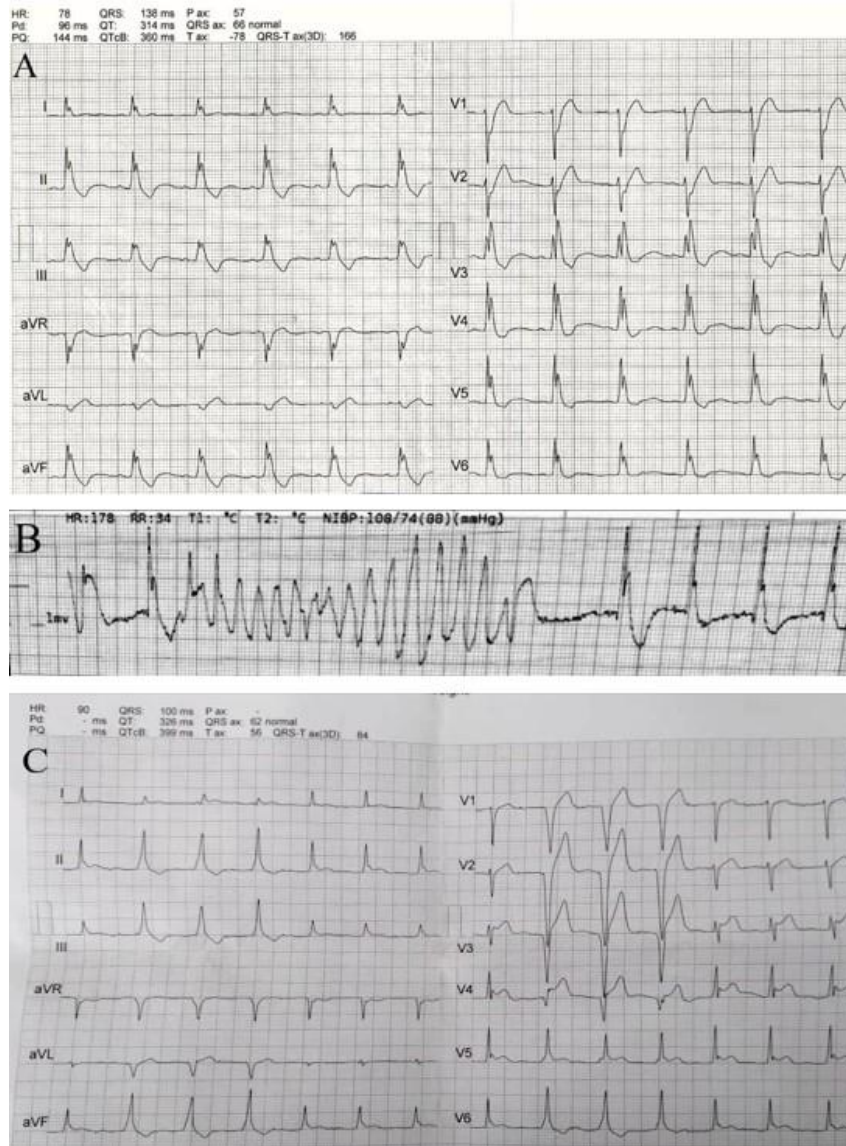 HR: 78 QRS: 138 ms P ax: 57
Pd: 96 ms QT: 314 ms QRS ax: 66 normal
PQ: 144 ms QTcB: 360 ms T ax: -78 QRS-T ax(3D): 166
A
I
II
III
aVR
aVL
aVF
V1
V2
V3
V4
V5
V6
B
HR:178 RR:34 T1: °C T2: °C NIBP:108/74(88)(mmHg)
1mv
HR: 90 QRS: 100 ms P ax: -
Pd: - ms QT: 326 ms QRS ax: 62 normal
PQ: - ms QTcB: 399 ms T ax: 56 QRS-T ax(3D): 64
C
I
II
III
aVR
aVL
aVF
V1
V2
V3
V4
V5
V6